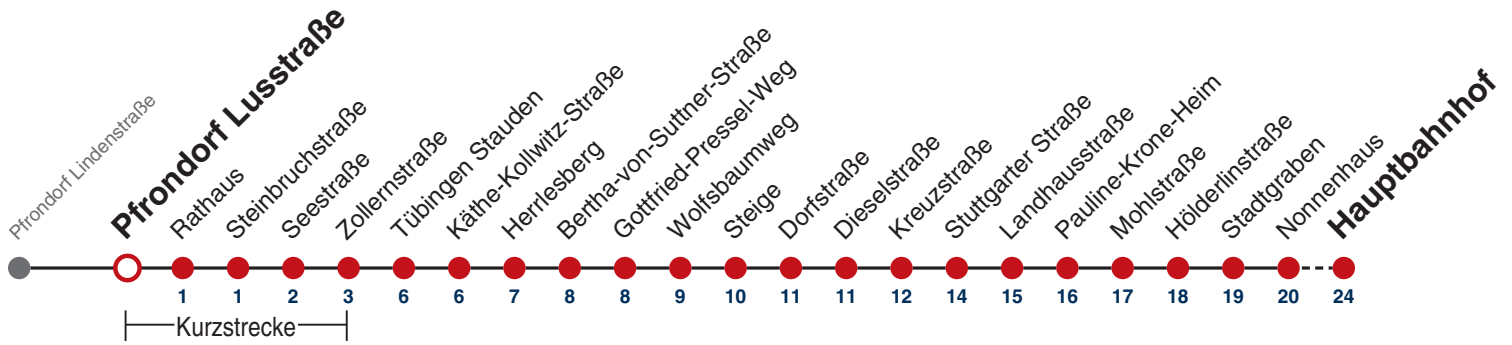 Pfrondorf Lindenstraße
Pfrondorf Lusstraße
Rathaus
Steinbruchstraße
Seestraße
Zollernstraße
Tübingen Stauden
Käthe-Kollwitz-Straße
Herrlesberg
Bertha-von-Suttner-Straße
Gottfried-Pressel-Weg
Wolfsbaumweg
Steige
Dorfstraße
Dieselstraße
Kreuzstraße
Stuttgarter Straße
Landhausstraße
Pauline-Krone-Heim
Mohlstraße
Hölderlinstraße
Stadtgraben
Nonnenhaus
Hauptbahnhof
1 1 2 3 6 6 7 8 8 9 10 11 11 12 14 15 16 17 18 19 20 24
Kurzstrecke